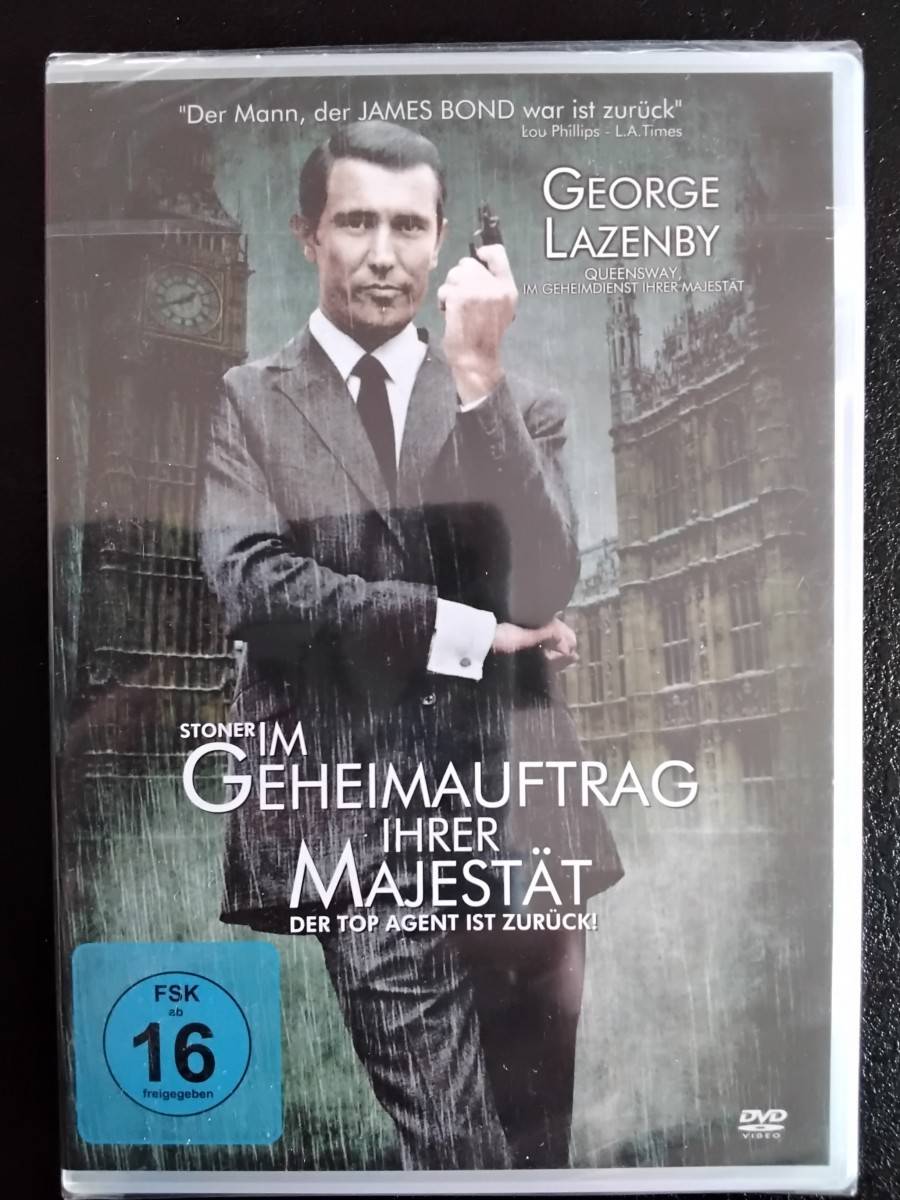 "Der Mann, der JAMES BOND war ist zurück"
Lou Phillips - L.A.Times
GEORGE
LAZENBY
QUEENSWAY,
IM GEHEIMDIENST IHRER MAJESTÄT
STONER IM
GEHEIMAUFTRAG
IHRER
MAJESTÄT
DER TOP AGENT IST ZURÜCK!
FSK
ab
16
freigegeben
DVD
VIDEO